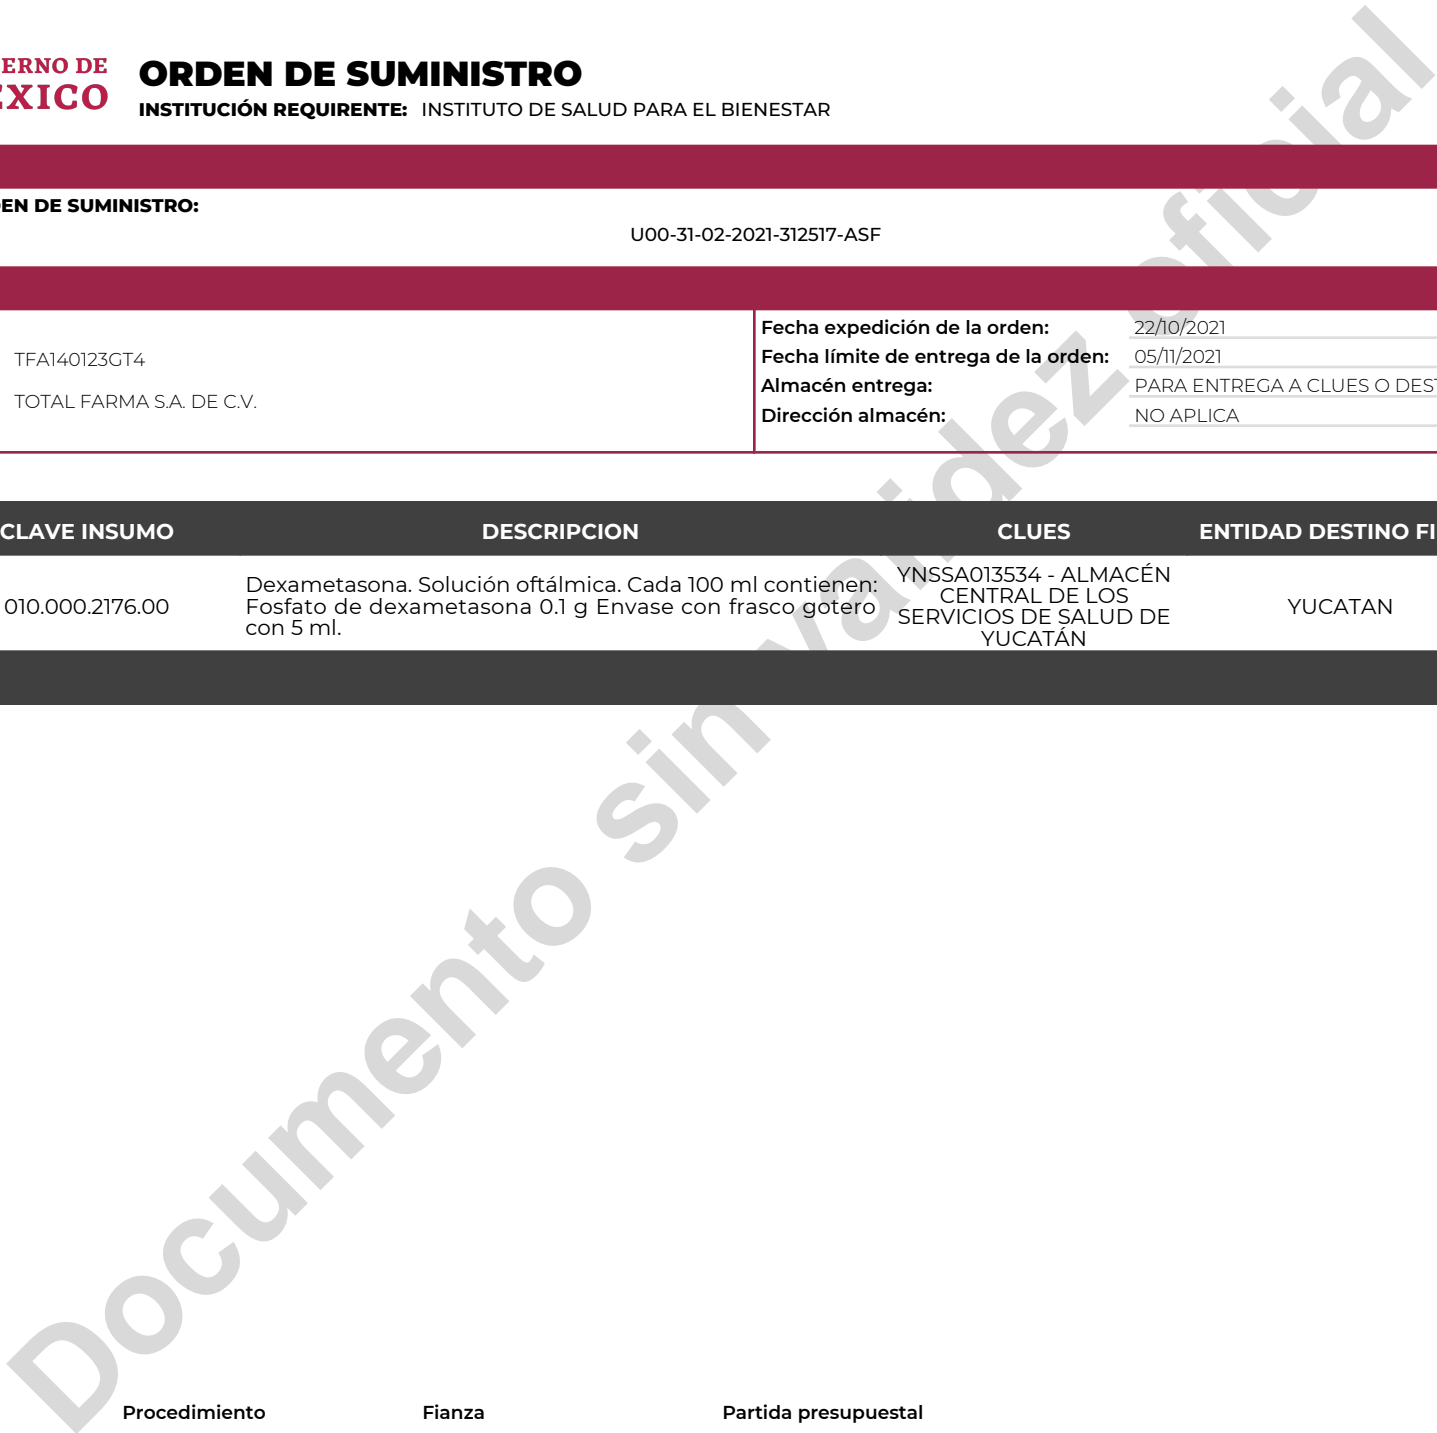 ERNO DE
ÉXICO
ORDEN DE SUMINISTRO
INSTITUCIÓN REQUIRENTE: INSTITUTO DE SALUD PARA EL BIENESTAR
EN DE SUMINISTRO:
U00-31-02-2021-312517-ASF
TFA140123GT4
TOTAL FARMA S.A. DE C.V.
Fecha expedición de la orden: 22/10/2021
Fecha límite de entrega de la orden: 05/11/2021
Almacén entrega: PARA ENTREGA A CLUES O DEST
Dirección almacén: NO APLICA
CLAVE INSUMO DESCRIPCION CLUES ENTIDAD DESTINO FI
010.000.2176.00
Dexametasona. Solución oftálmica. Cada 100 ml contienen:
Fosfato de dexametasona 0.1 g Envase con frasco gotero
con 5 ml.
YNSSA013534 - ALMACÉN
CENTRAL DE LOS
SERVICIOS DE SALUD DE
YUCATÁN
YUCATAN
Documento sin validez oficial
Procedimiento Fianza Partida presupuestal